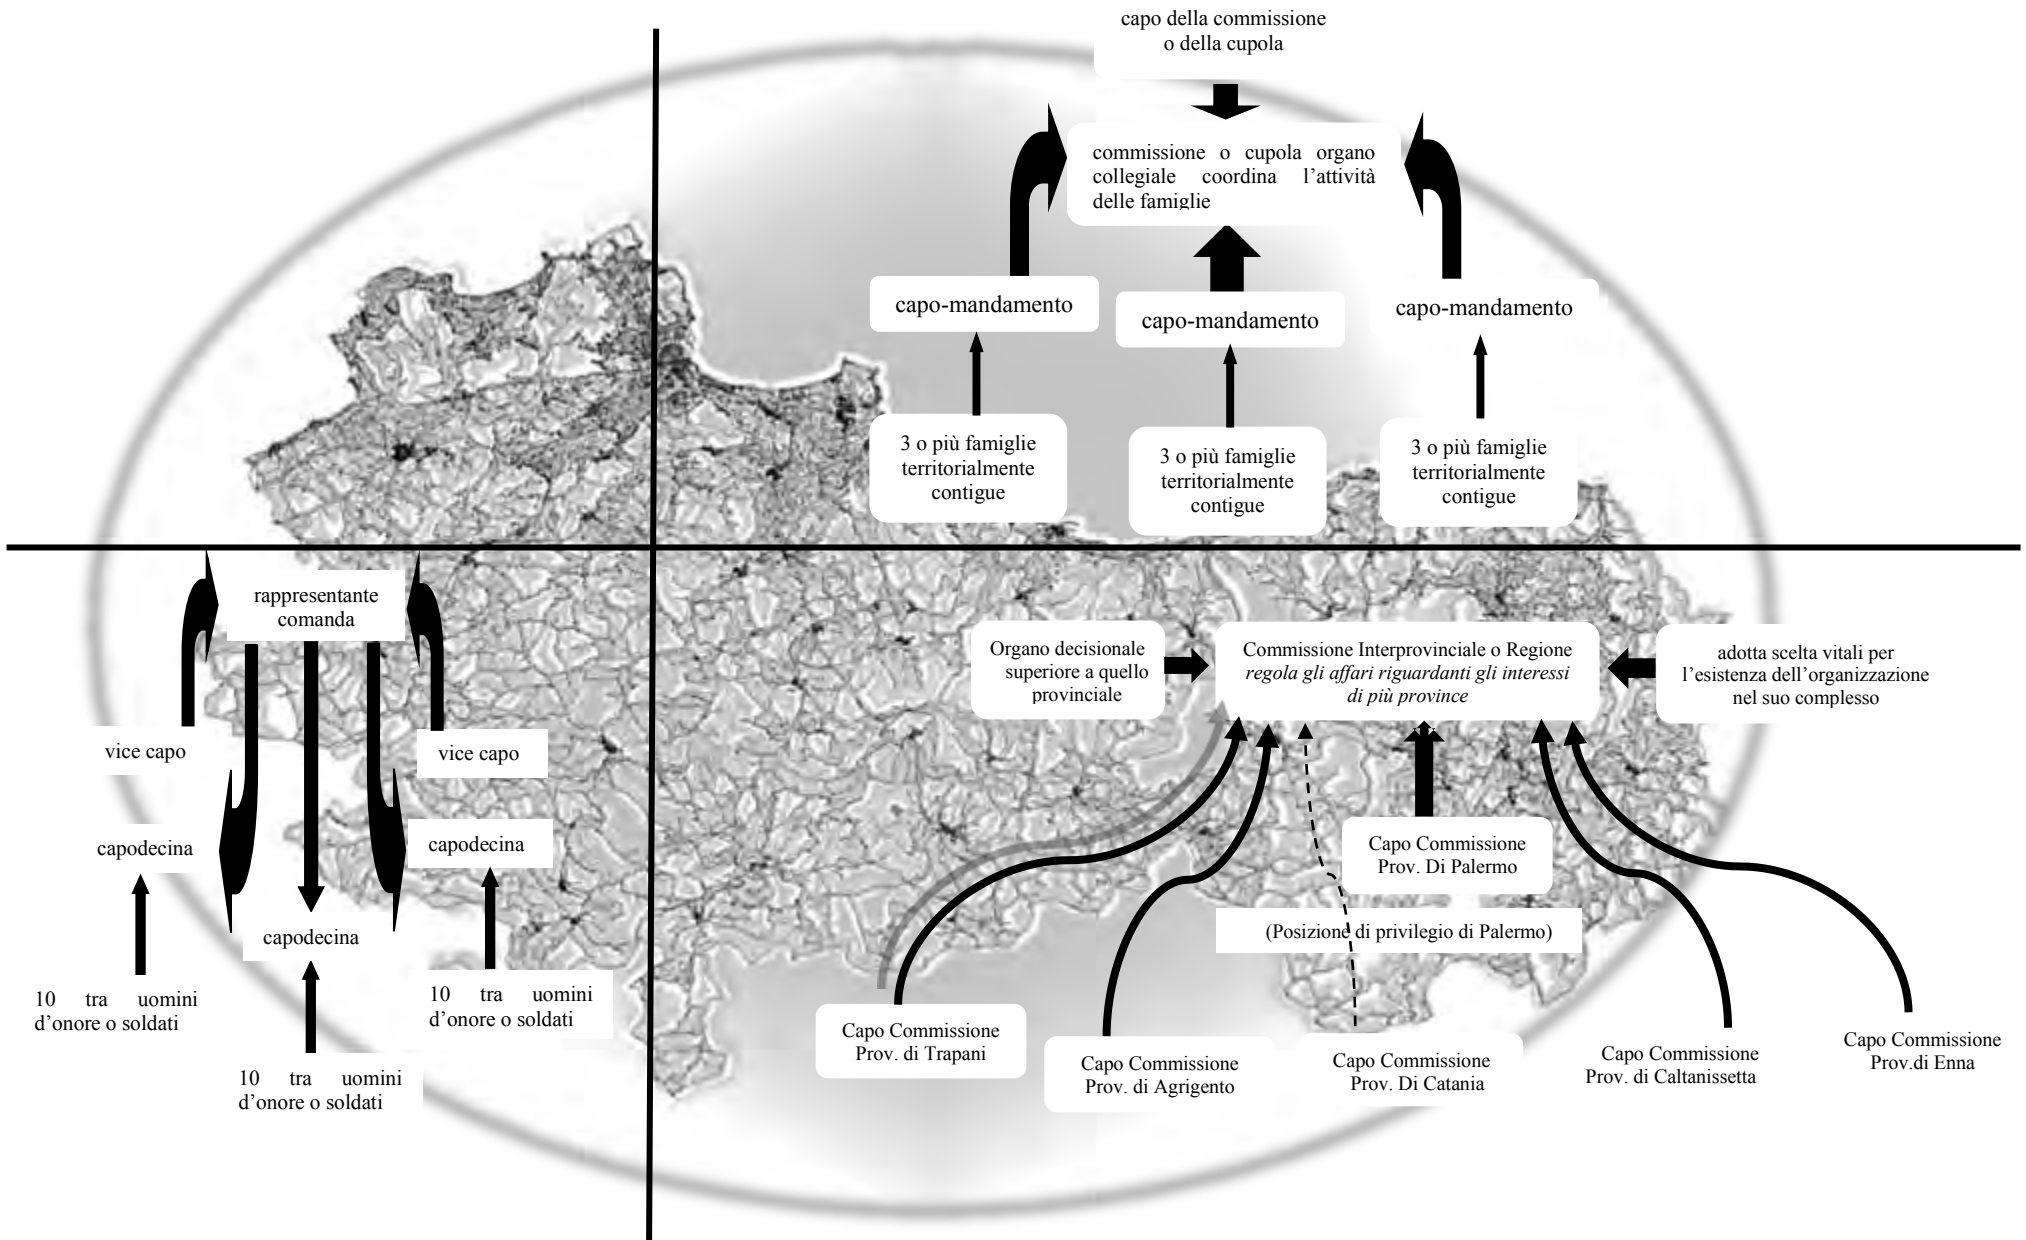 capo della commissione
o della cupola
commissione o cupola organo
collegiale coordina l'attività
delle famiglie
capo-mandamento
capo-mandamento
capo-mandamento
3 o più famiglie
territorialmente
contigue
3 o più famiglie
territorialmente
contigue
3 o più famiglie
territorialmente
contigue
rappresentante
comanda
vice capo
vice capo
capodecina
capodecina
capodecina
10 tra uomini
d'onore o soldati
10 tra uomini
d'onore o soldati
10 tra uomini
d'onore o soldati
Organo decisionale
superiore a quello
provinciale
Commissione Interprovinciale o Regione
regola gli affari riguardanti gli interessi
di più province
adotta scelta vitali per
l'esistenza dell'organizzazione
nel suo complesso
Capo Commissione
Prov. Di Palermo
(Posizione di privilegio di Palermo)
Capo Commissione
Prov. di Trapani
Capo Commissione
Prov. di Agrigento
Capo Commissione
Prov. Di Catania
Capo Commissione
Prov. di Caltanissetta
Capo Commissione
Prov.di Enna